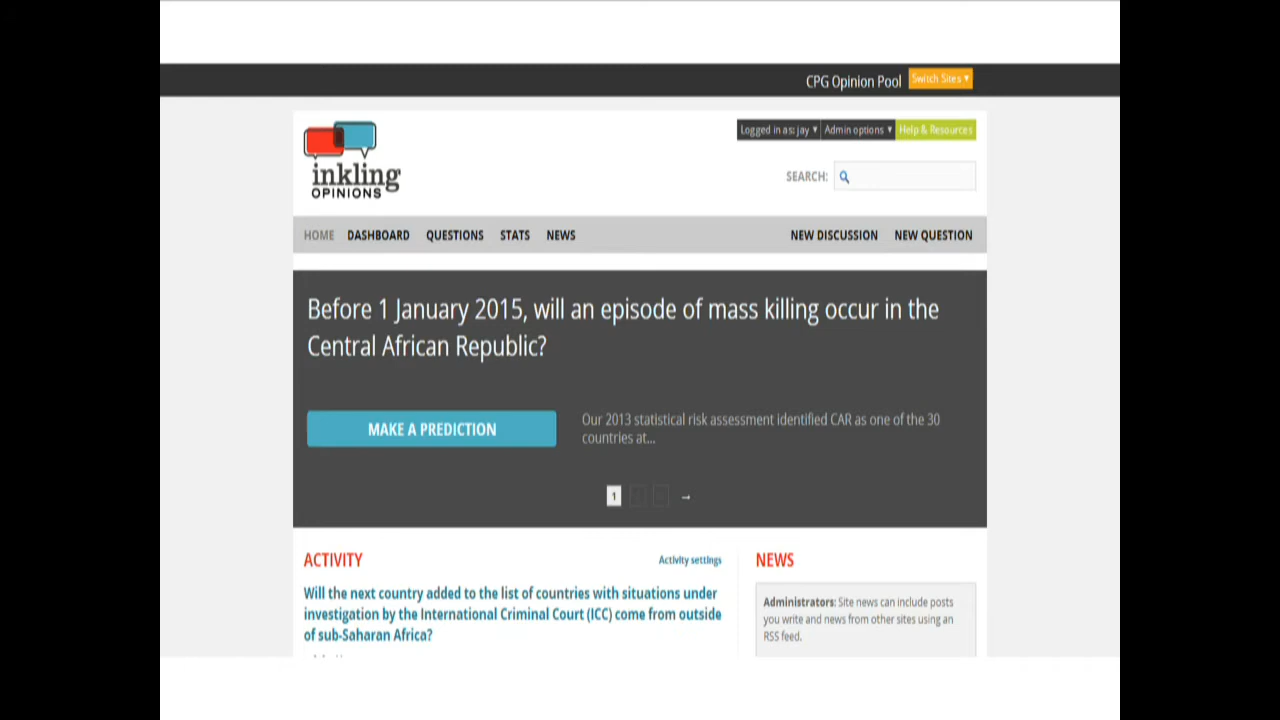 CPG Opinion Pool Switch Sites ▾
Logged in as: jay ▾ Admin options ▾ Help & Resources
inkling
OPINIONS
SEARCH:
HOME DASHBOARD QUESTIONS STATS NEWS NEW DISCUSSION NEW QUESTION
Before 1 January 2015, will an episode of mass killing occur in the
Central African Republic?
MAKE A PREDICTION
Our 2013 statistical risk assessment identified CAR as one of the 30
countries at...
1 →
ACTIVITY Activity settings
Will the next country added to the list of countries with situations under
investigation by the International Criminal Court (ICC) come from outside
of sub-Saharan Africa?
NEWS
Administrators: Site news can include posts
you write and news from other sites using an
RSS feed.